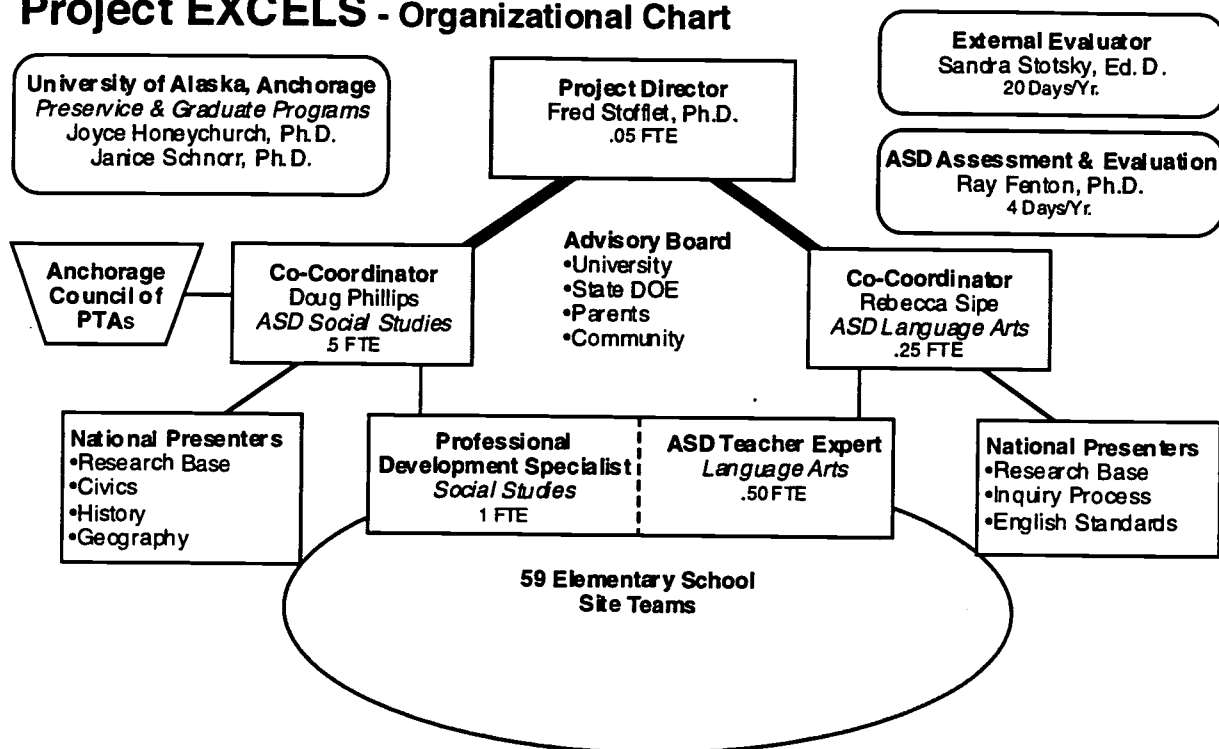 Project EXCELS - Organizational Chart
University of Alaska, Anchorage
Preservice & Graduate Programs
Joyce Honeychurch, Ph.D.
Janice Schnorr, Ph.D.
Project Director
Fred Stofflet, Ph.D.
.05 FTE
External Evaluator
Sandra Stotsky, Ed. D.
20 Days/Yr.
ASD Assessment & Evaluation
Ray Fenton, Ph.D.
4 Days/Yr.
Anchorage
Council of
PTAs
Co-Coordinator
Doug Phillips
ASD Social Studies
.5 FTE
Advisory Board
•University
•State DOE
•Parents
•Community
Co-Coordinator
Rebecca Sipe
ASD Language Arts
.25 FTE
National Presenters
•Research Base
•Civics
•History
•Geography
Professional
Development Specialist
Social Studies
1 FTE
ASD Teacher Expert
Language Arts
.50 FTE
National Presenters
•Research Base
•Inquiry Process
•English Standards
59 Elementary School
Site Teams